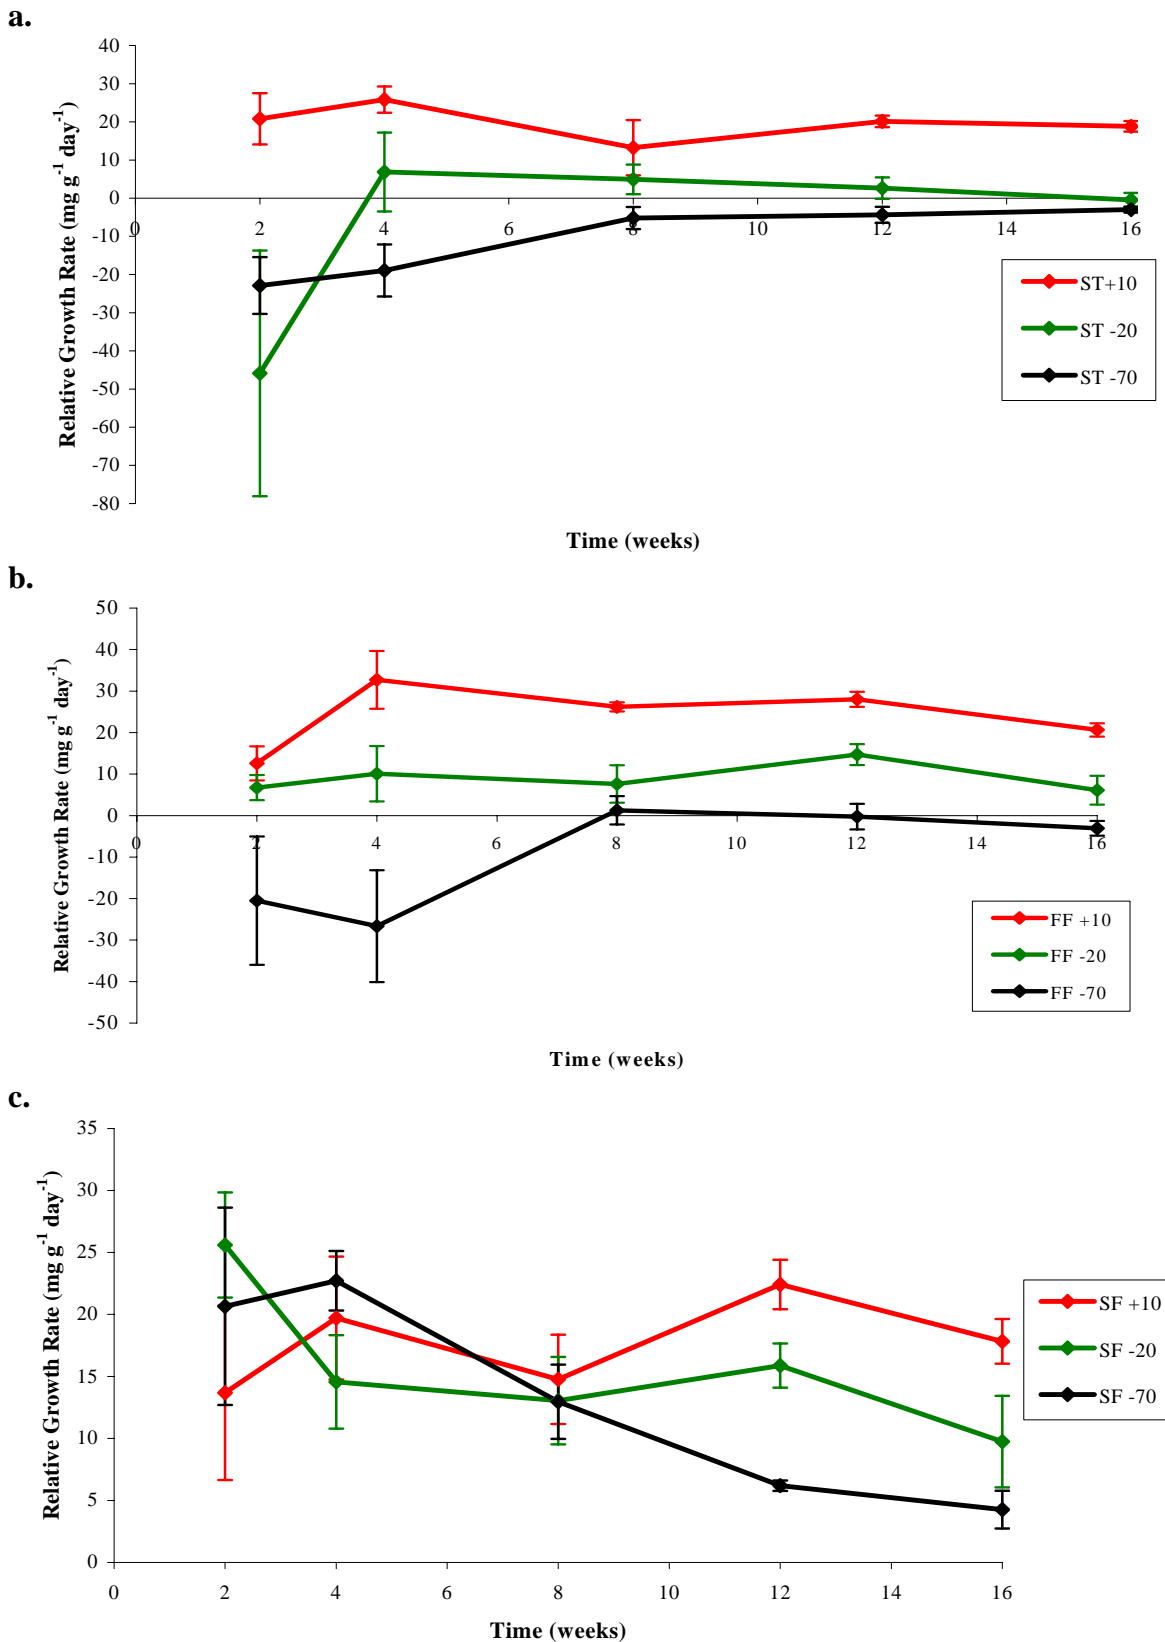 a.
40
30
20
10
0
-10
-20
-30
-40
-50
-60
-70
-80
0 2 4 6 8 10 12 14 16
Relative Growth Rate (mg g-1 day-1)
Time (weeks)
ST+10
ST -20
ST -70
b.
50
40
30
20
10
0
-10
-20
-30
-40
-50
0 2 4 6 8 10 12 14 16
Relative Growth Rate (mg g-1 day-1)
Time (weeks)
FF +10
FF -20
FF -70
c.
35
30
25
20
15
10
5
0
0 2 4 6 8 10 12 14 16
Relative Growth Rate (mg g-1 day-1)
Time (weeks)
SF +10
SF -20
SF -70